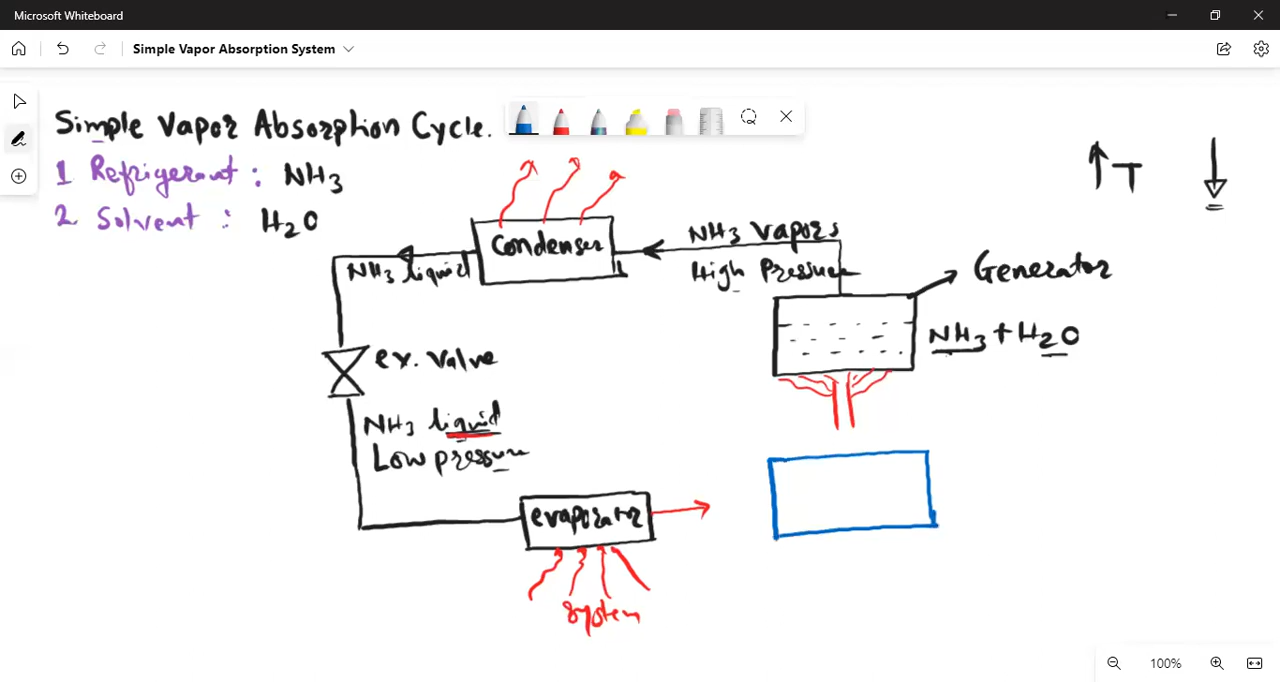 Microsoft Whiteboard
Simple Vapor Absorption System
Simple Vapor Absorption Cycle.
1 Refrigerant : NH3
2 Solvent : H2O
↑T ↓
Condenser
NH3 Vapors
High Pressure
NH3 liquid
Generator
NH3 + H2O
ex. Valve
NH3 liquid
Low pressure
evaporator
System
100%